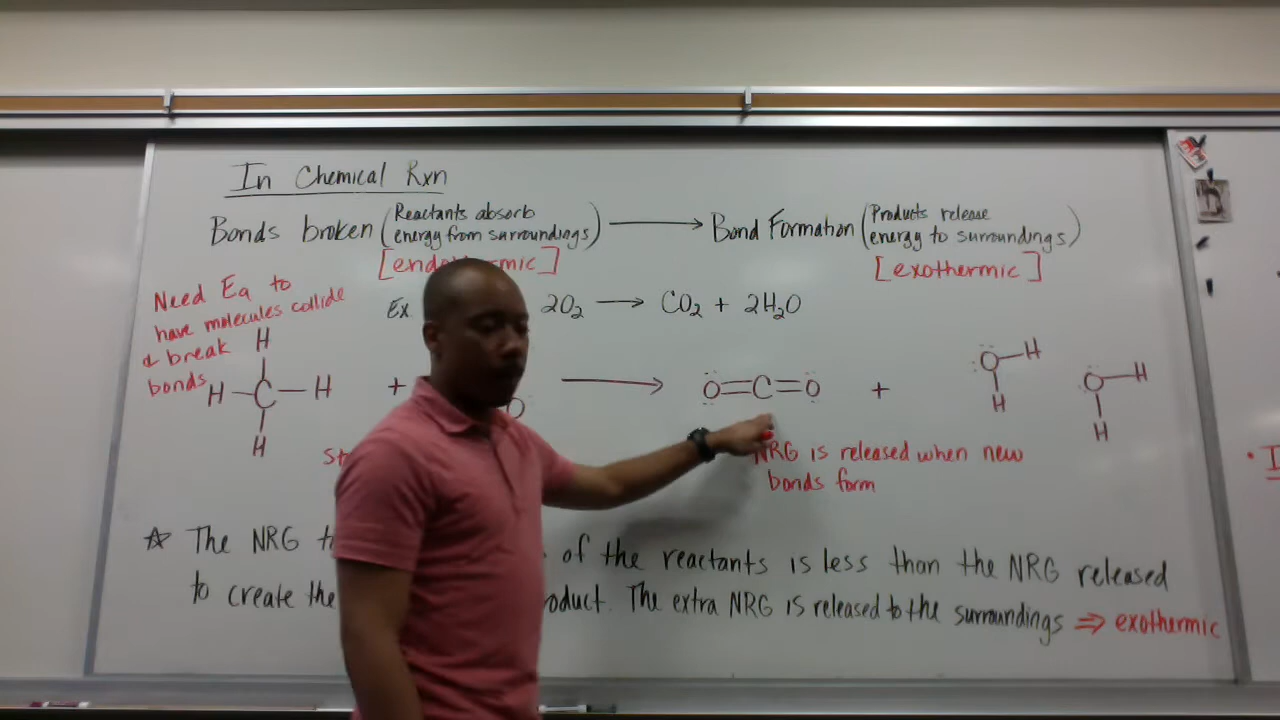 In Chemical Rxn
Bonds broken (Reactants absorb energy from surroundings) ⟶ Bond Formation (Products release energy to surroundings)
[endo mic] [exothermic]
Need Ea to
have molecules collide
& break
bonds
Ex 2O₂ ⟶ CO₂ + 2H₂O
H
H – C – H + O ⟶ O=C=O + O–H O–H
H H H
NRG is released when new
bonds form
☆ The NRG of the reactants is less than the NRG released
to create the oduct. The extra NRG is released to the surroundings ⇒ exothermic